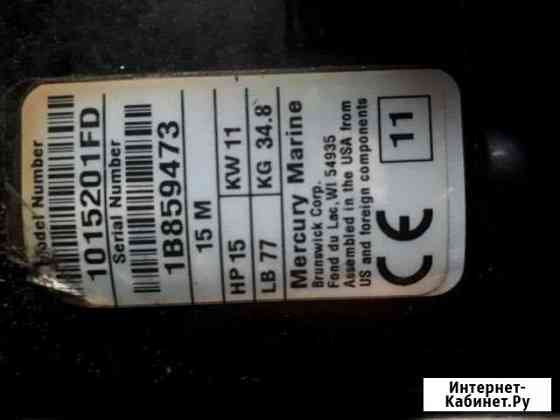 Model Number
1015201FD
Serial Number
1B859473
15 M
HP 15 KW 11
LB 77 KG 34.8
Mercury Marine
Brunswick Corp.
Fond du Lac, WI 54935
Assembled in the USA from
US and foreign components
CE 11
Интернет-
Кабинет.Ру